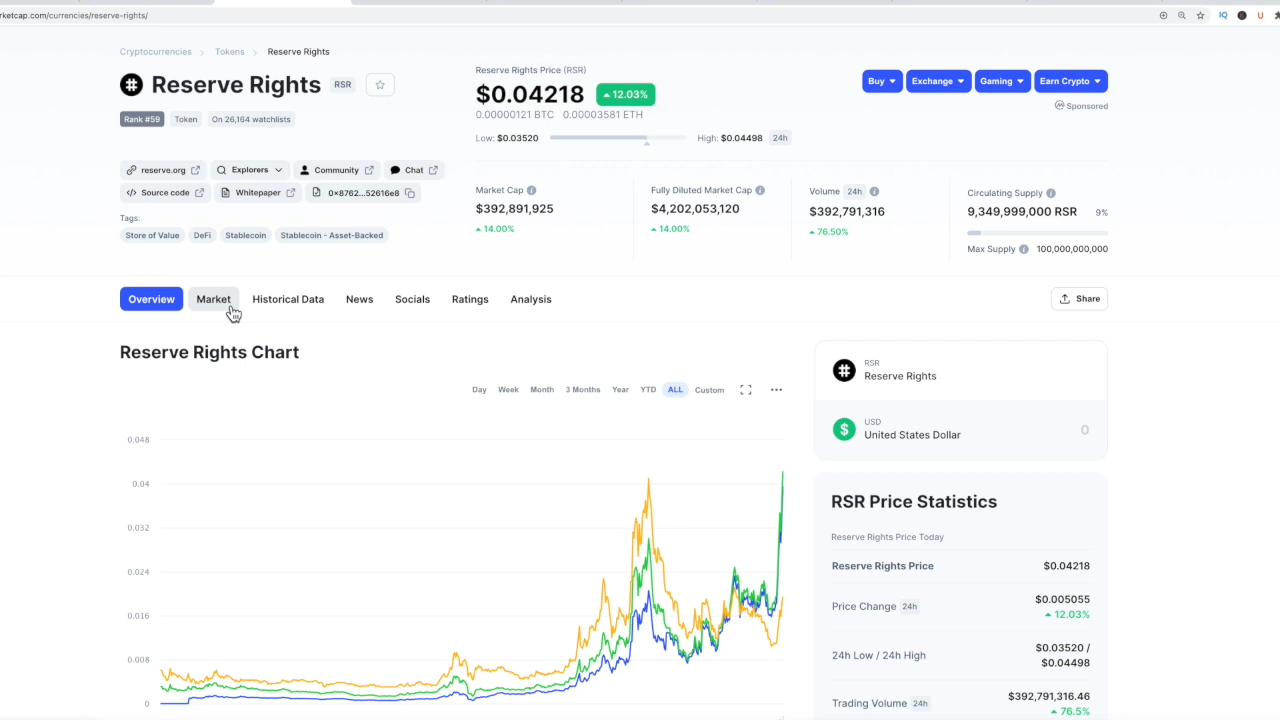 rketcap.com/currencies/reserve-rights/
IQ
U
Cryptocurrencies
Tokens
Reserve Rights
Reserve Rights
RSR
Rank #59
Token
On 26,164 watchlists
Reserve Rights Price (RSR)
$0.04218
12.03%
0.00000121 BTC
0.00003581 ETH
Low: $0.03520
High: $0.04498
24h
Buy
Exchange
Gaming
Earn Crypto
Sponsored
reserve.org
Explorers
Community
Chat
Source code
Whitepaper
0×8762...52616e8
Tags:
Store of Value
DeFi
Stablecoin
Stablecoin - Asset-Backed
Market Cap
$392,891,925
14.00%
Fully Diluted Market Cap
$4,202,053,120
14.00%
Volume 24h
$392,791,316
76.50%
Circulating Supply
9,349,999,000 RSR
9%
Max Supply
100,000,000,000
Overview
Market
Historical Data
News
Socials
Ratings
Analysis
Share
Reserve Rights Chart
Day
Week
Month
3 Months
Year
YTD
ALL
Custom
0.048
0.04
0.032
0.024
0.016
0.008
0
RSR
Reserve Rights
$
USD
United States Dollar
0
RSR Price Statistics
Reserve Rights Price Today
Reserve Rights Price
$0.04218
Price Change 24h
$0.005055
12.03%
24h Low / 24h High
$0.03520 /
$0.04498
Trading Volume 24h
$392,791,316.46
76.5%